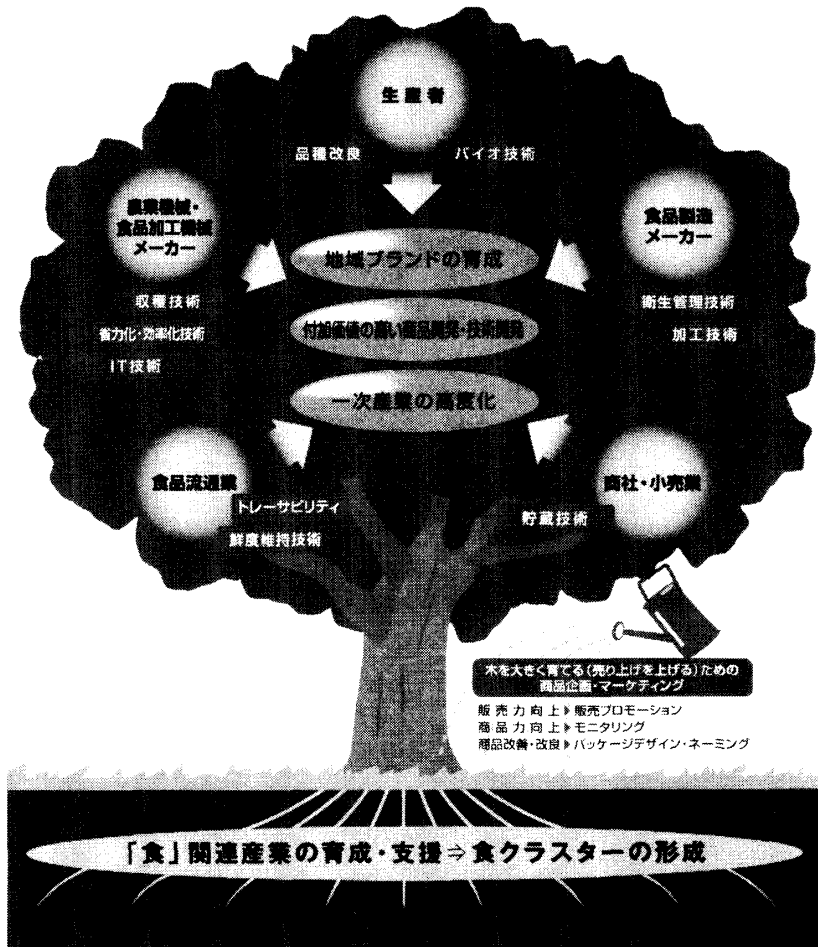 生産者
品種改良
バイオ技術
農業機械・
食品加工機械
メーカー
食品製造
メーカー
地域ブランドの育成
収穫技術
衛生管理技術
付加価値の高い商品開発・技術開発
省力化・効率化技術
加工技術
IT技術
一次産業の高度化
食品流通業
商社・小売業
トレーサビリティ
貯蔵技術
鮮度維持技術
木を大きく育てる(売り上げを上げる)ための
商品企画・マーケティング
販売力向上▶販売プロモーション
商品力向上▶モニタリング
商品改善・改良▶パッケージデザイン・ネーミング
「食」関連産業の育成・支援⇒食クラスターの形成